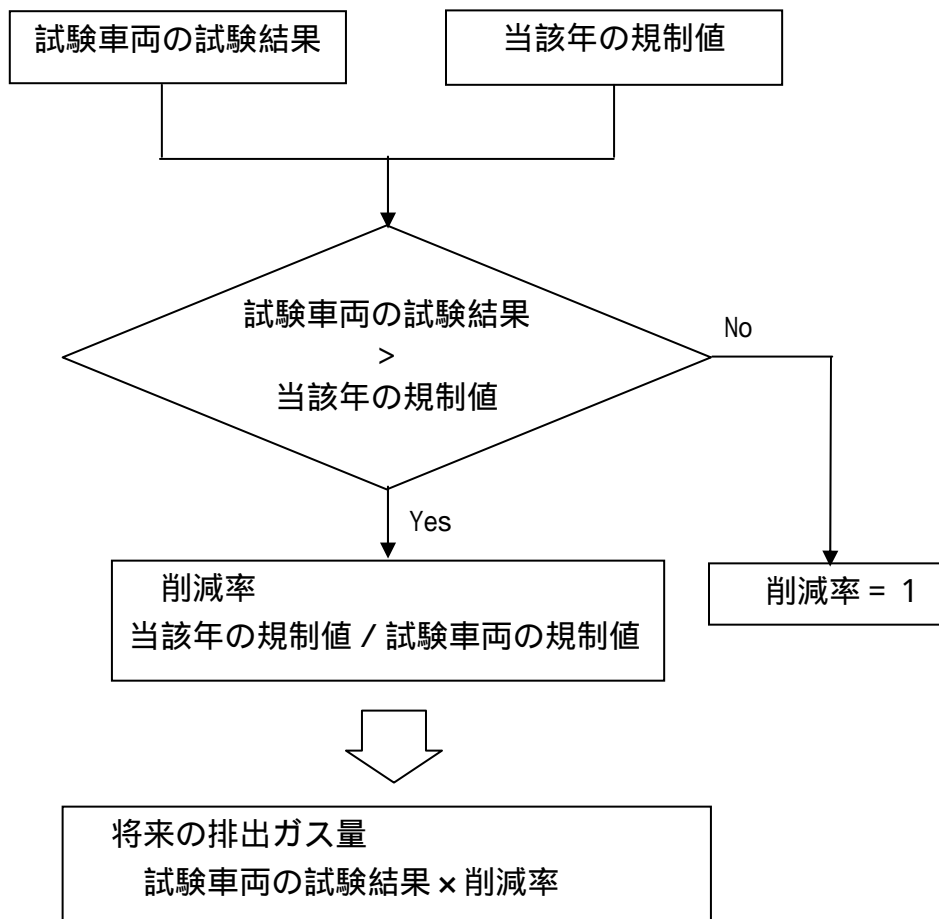 試験車両の試験結果
当該年の規制値
試験車両の試験結果
>
当該年の規制値
No
Yes
削減率
当該年の規制値 / 試験車両の規制値
削減率 = 1
将来の排出ガス量
試験車両の試験結果 × 削減率